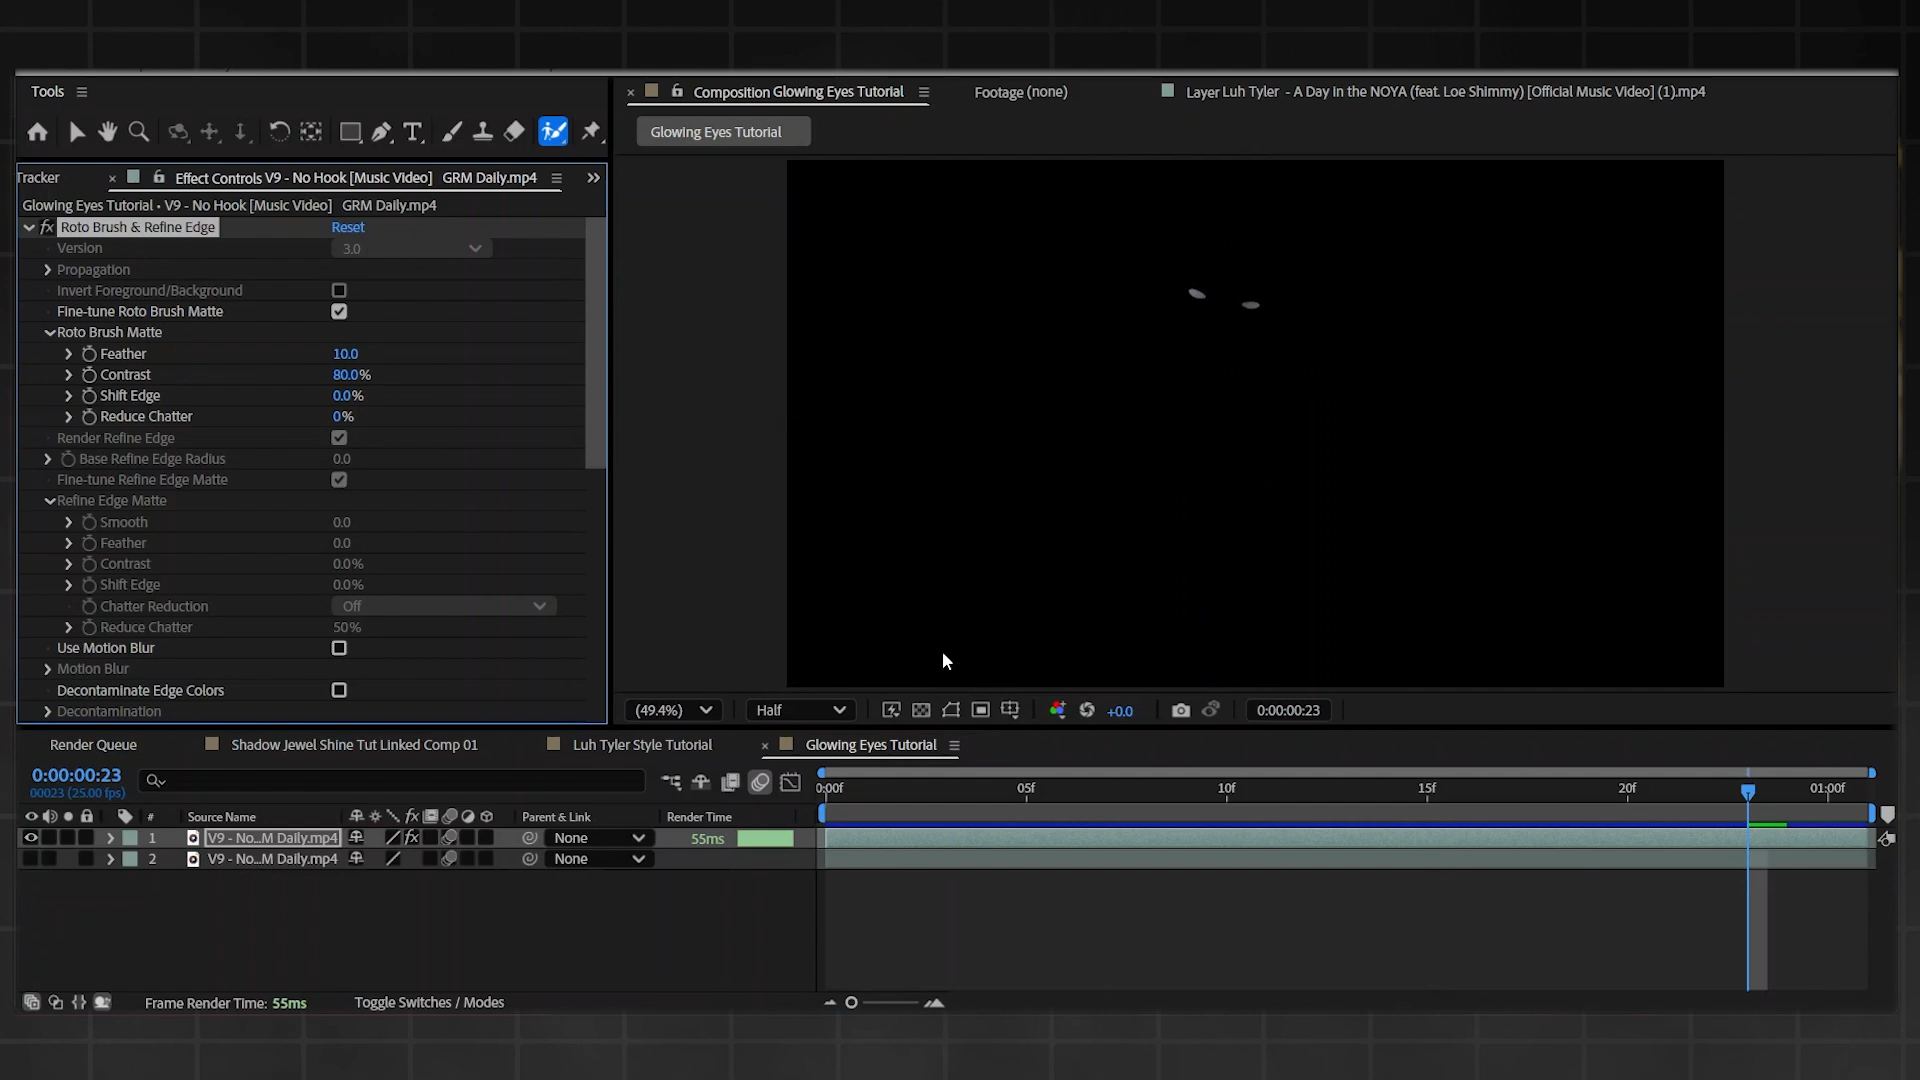 Tools
Composition Glowing Eyes Tutorial
Footage (none)
Layer Luh Tyler - A Day in the NOYA (feat. Loe Shimmy) [Official Music Video] (1).mp4
Glowing Eyes Tutorial
Tracker
Effect Controls V9 - No Hook [Music Video] GRM Daily.mp4
Glowing Eyes Tutorial • V9 - No Hook [Music Video] GRM Daily.mp4
fx Roto Brush & Refine Edge Reset
Version 3.0
Propagation
Invert Foreground/Background
Fine-tune Roto Brush Matte
Roto Brush Matte
Feather 10.0
Contrast 80.0%
Shift Edge 0.0%
Reduce Chatter 0%
Render Refine Edge
Base Refine Edge Radius 0.0
Fine-tune Refine Edge Matte
Refine Edge Matte
Smooth 0.0
Feather 0.0
Contrast 0.0%
Shift Edge 0.0%
Chatter Reduction Off
Reduce Chatter 50%
Use Motion Blur
Motion Blur
Decontaminate Edge Colors
Decontamination
(49.4%)
Half
+0.0
0:00:00:23
Render Queue
Shadow Jewel Shine Tut Linked Comp 01
Luh Tyler Style Tutorial
Glowing Eyes Tutorial
0:00:00:23
00023 (25.00 fps)
0:00f 05f 10f 15f 20f 01:00f
# Source Name fx Parent & Link Render Time
1 V9 - No...M Daily.mp4 fx None 55ms
2 V9 - No...M Daily.mp4 None
Frame Render Time: 55ms
Toggle Switches / Modes